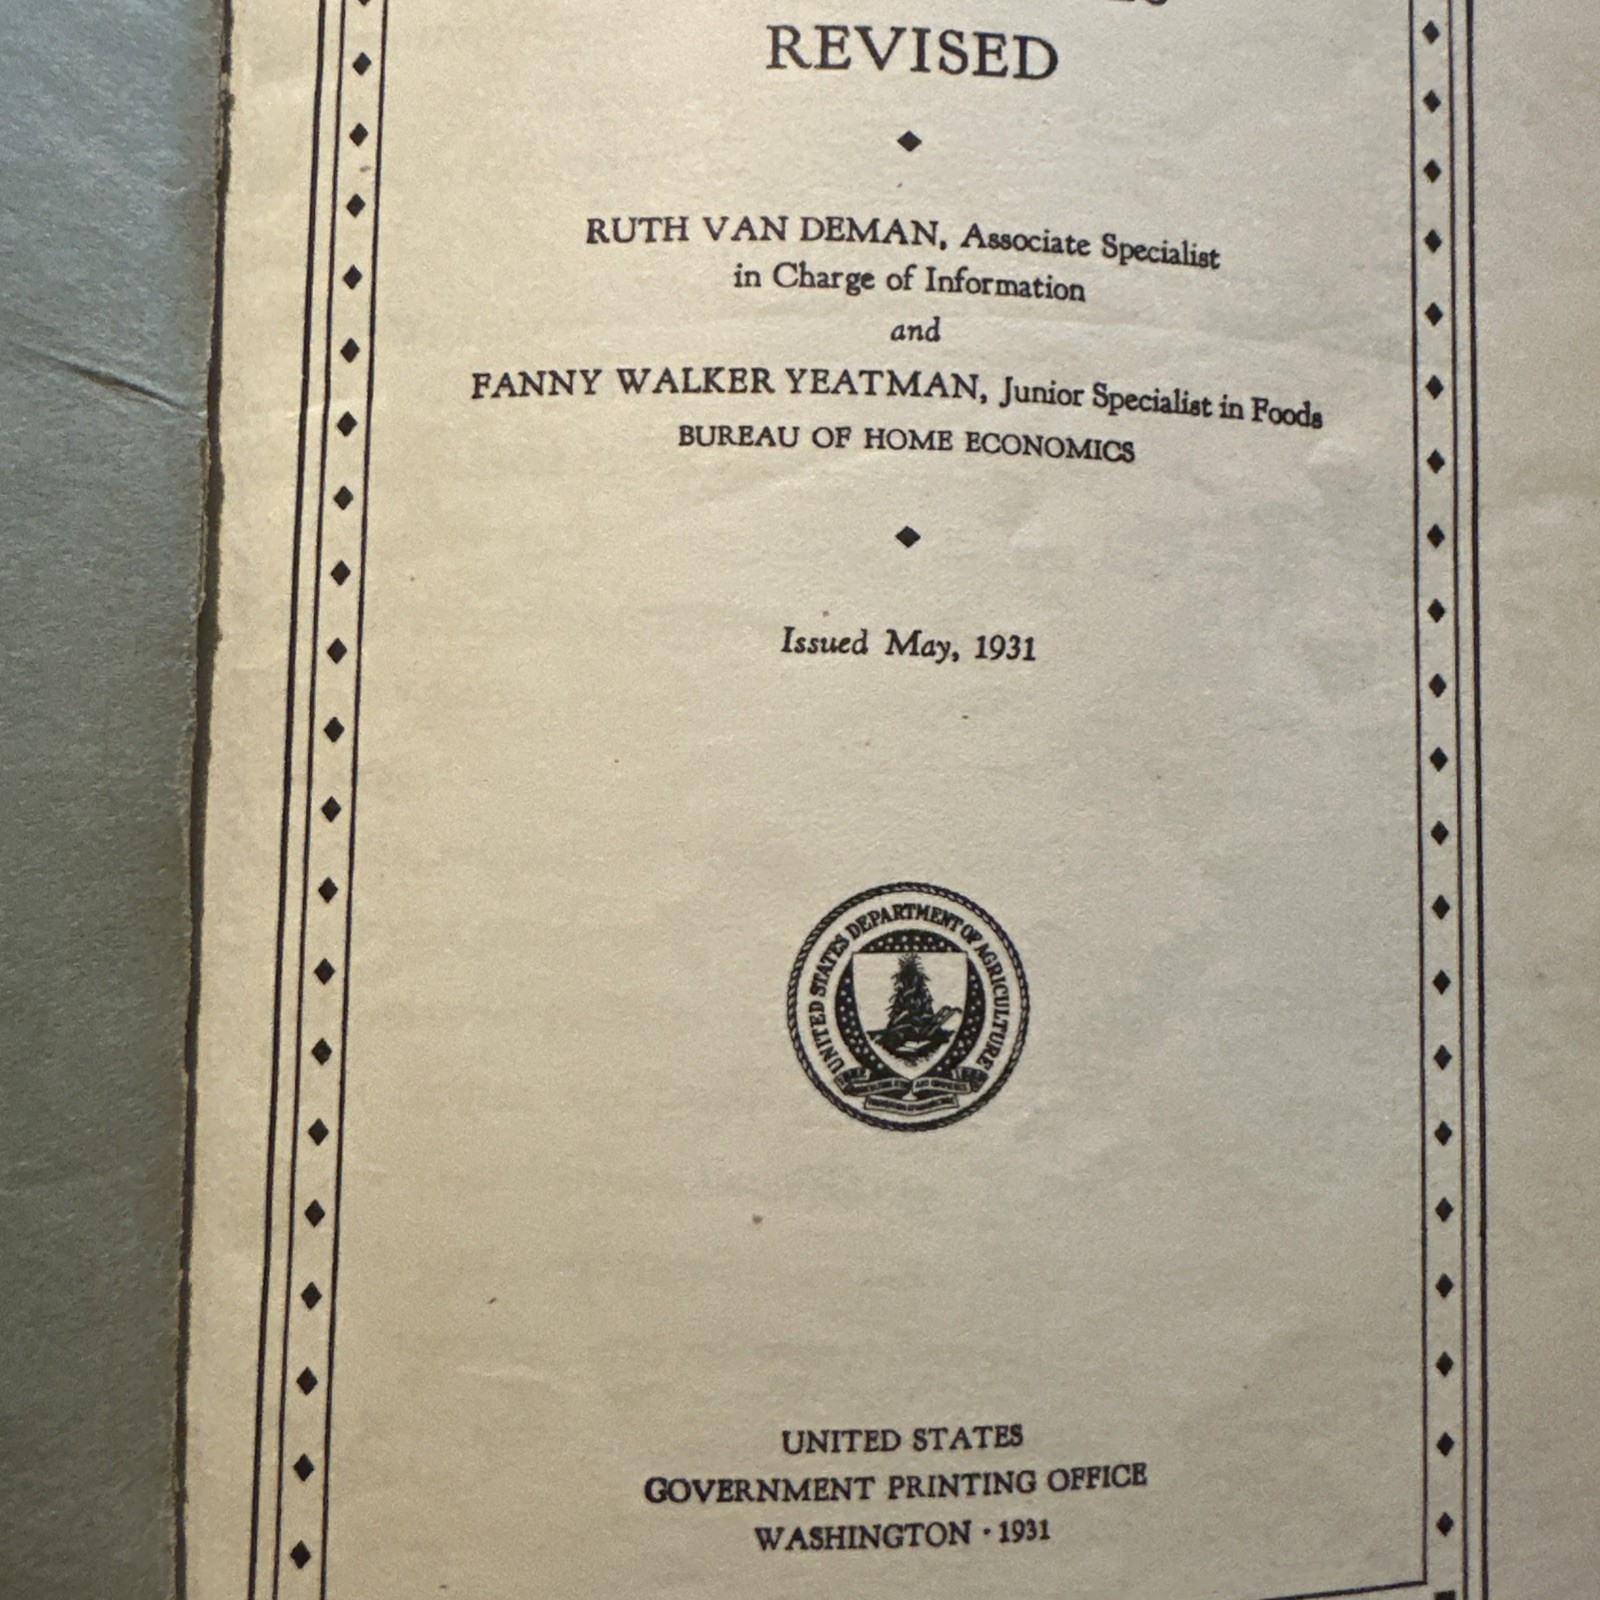 REVISED
RUTH VAN DEMAN, Associate Specialist
in Charge of Information
and
FANNY WALKER YEATMAN, Junior Specialist in Foods
BUREAU OF HOME ECONOMICS
Issued May, 1931
UNITED STATES DEPARTMENT OF AGRICULTURE
UNITED STATES
GOVERNMENT PRINTING OFFICE
WASHINGTON · 1931